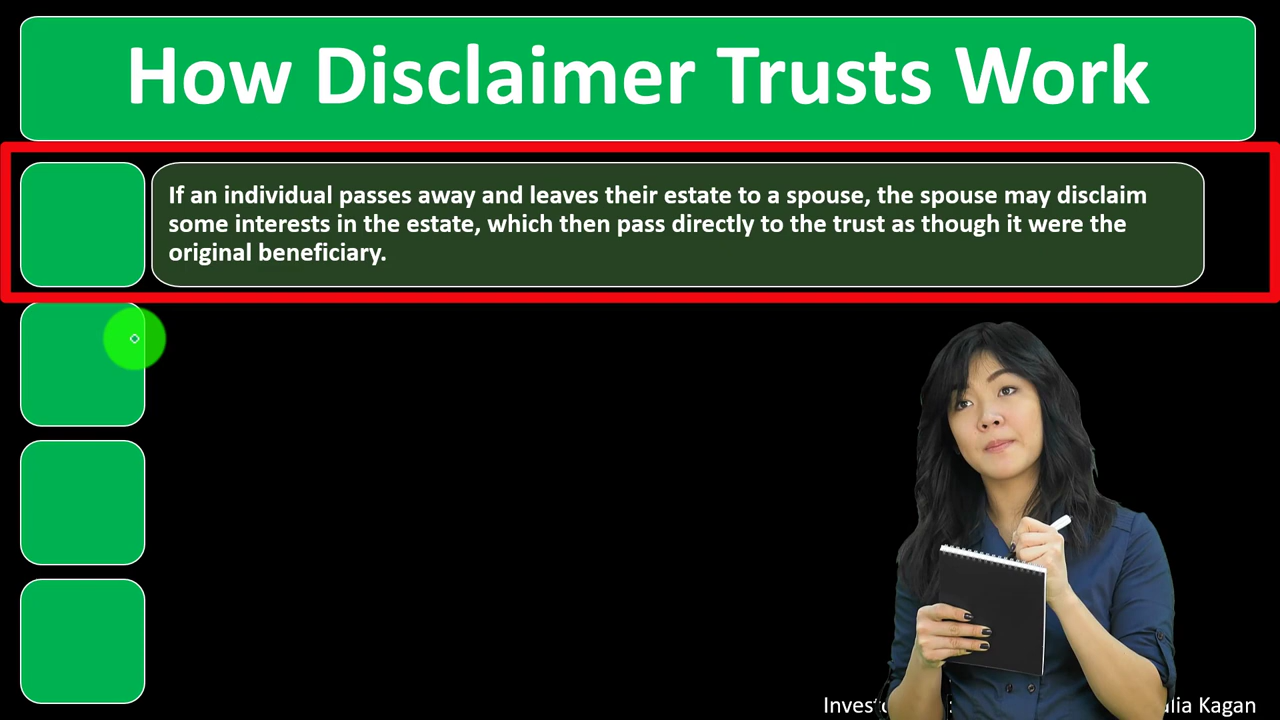 How Disclaimer Trusts Work
If an individual passes away and leaves their estate to a spouse, the spouse may disclaim
some interests in the estate, which then pass directly to the trust as though it were the
original beneficiary.
Kagan